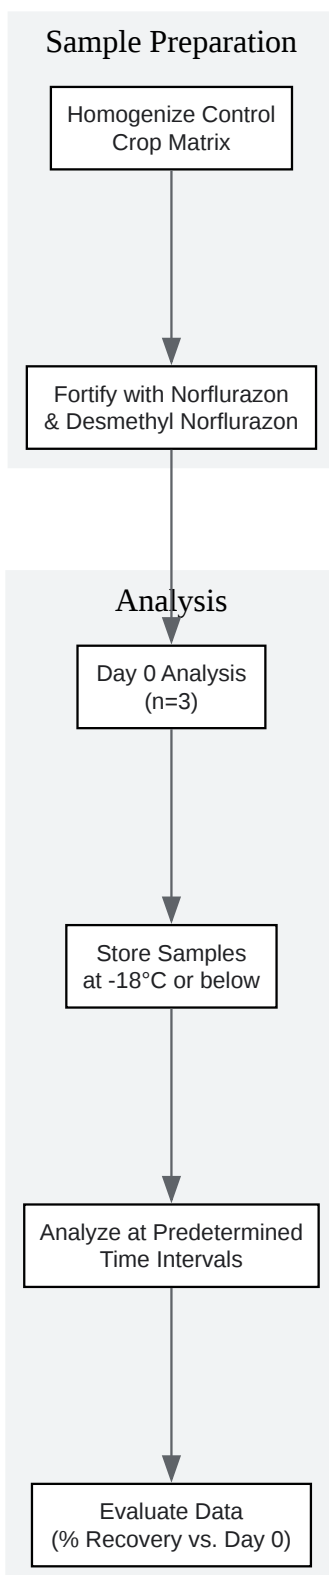 Sample Preparation
Homogenize Control
Crop Matrix
Fortify with Norflurazon
& Desmethyl Norflurazon
Analysis
Day 0 Analysis
(n=3)
Store Samples
at -18°C or below
Analyze at Predetermined
Time Intervals
Evaluate Data
(% Recovery vs. Day 0)